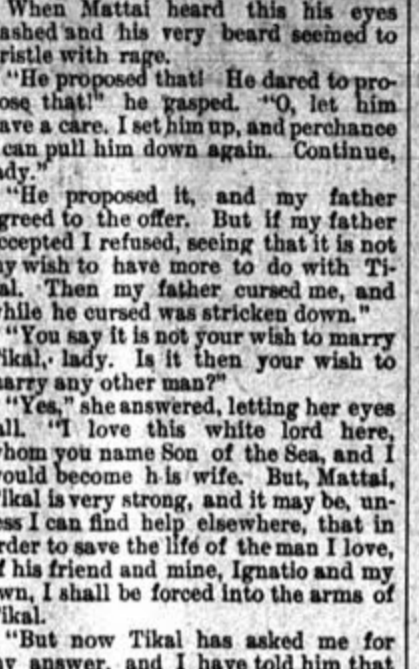 When Mattai heard this his eyes
ashed and his very beard seemed to
ristle with rage.
"He proposed that! He dared to pro-
ose that!" he gasped. "O, let him
ave a care. I set him up, and perchance
can pull him down again. Continue,
ady."
"He proposed it, and my father
greed to the offer. But if my father
ccepted I refused, seeing that it is not
y wish to have more to do with Ti-
al. Then my father cursed me, and
hile he cursed was stricken down."
"You say it is not your wish to marry
ikal, lady. Is it then your wish to
arry any other man?"
"Yes," she answered, letting her eyes
all. "I love this white lord here,
hom you name Son of the Sea, and I
ould become his wife. But, Mattai,
ikal is very strong, and it may be, un-
ess I can find help elsewhere, that in
rder to save the life of the man I love,
f his friend and mine, Ignatio and my
wn, I shall be forced into the arms of
ikal.
"But now Tikal has asked me for
y answer, and I have told him that